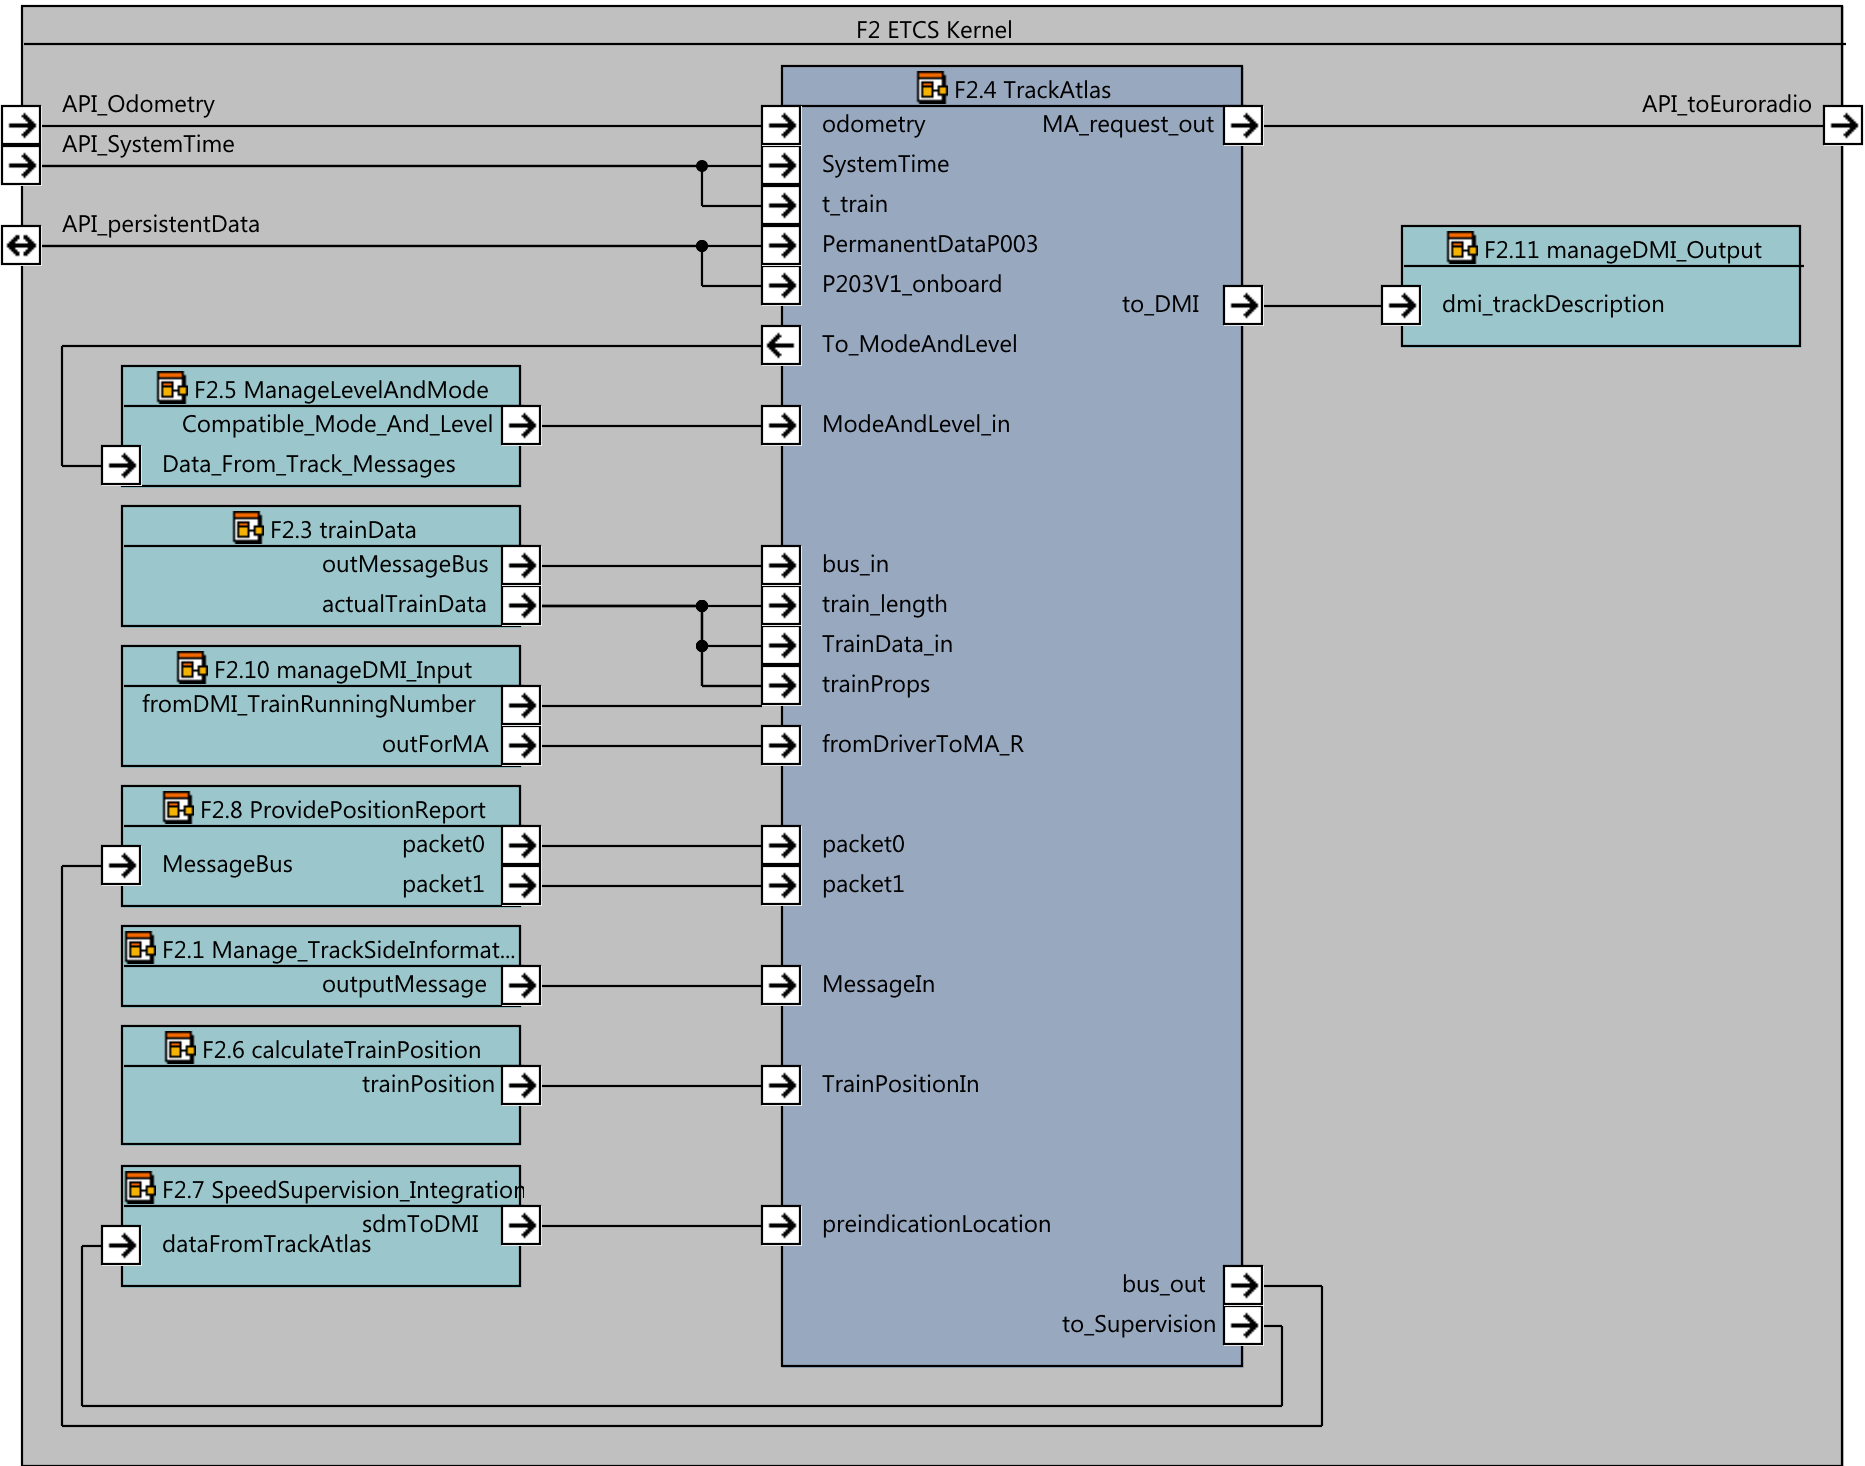 F2 ETCS Kernel
API_Odometry
API_SystemTime
API_persistentData
API_toEuroradio
F2.4 TrackAtlas
odometry
MA_request_out
SystemTime
t_train
PermanentDataP003
P203V1_onboard
to_DMI
To_ModeAndLevel
ModeAndLevel_in
bus_in
train_length
TrainData_in
trainProps
fromDriverToMA_R
packet0
packet1
MessageIn
TrainPositionIn
preindicationLocation
bus_out
to_Supervision
F2.11 manageDMI_Output
dmi_trackDescription
F2.5 ManageLevelAndMode
Compatible_Mode_And_Level
Data_From_Track_Messages
F2.3 trainData
outMessageBus
actualTrainData
F2.10 manageDMI_Input
fromDMI_TrainRunningNumber
outForMA
F2.8 ProvidePositionReport
packet0
MessageBus
packet1
F2.1 Manage_TrackSideInformat...
outputMessage
F2.6 calculateTrainPosition
trainPosition
F2.7 SpeedSupervision_Integration
sdmToDMI
dataFromTrackAtlas